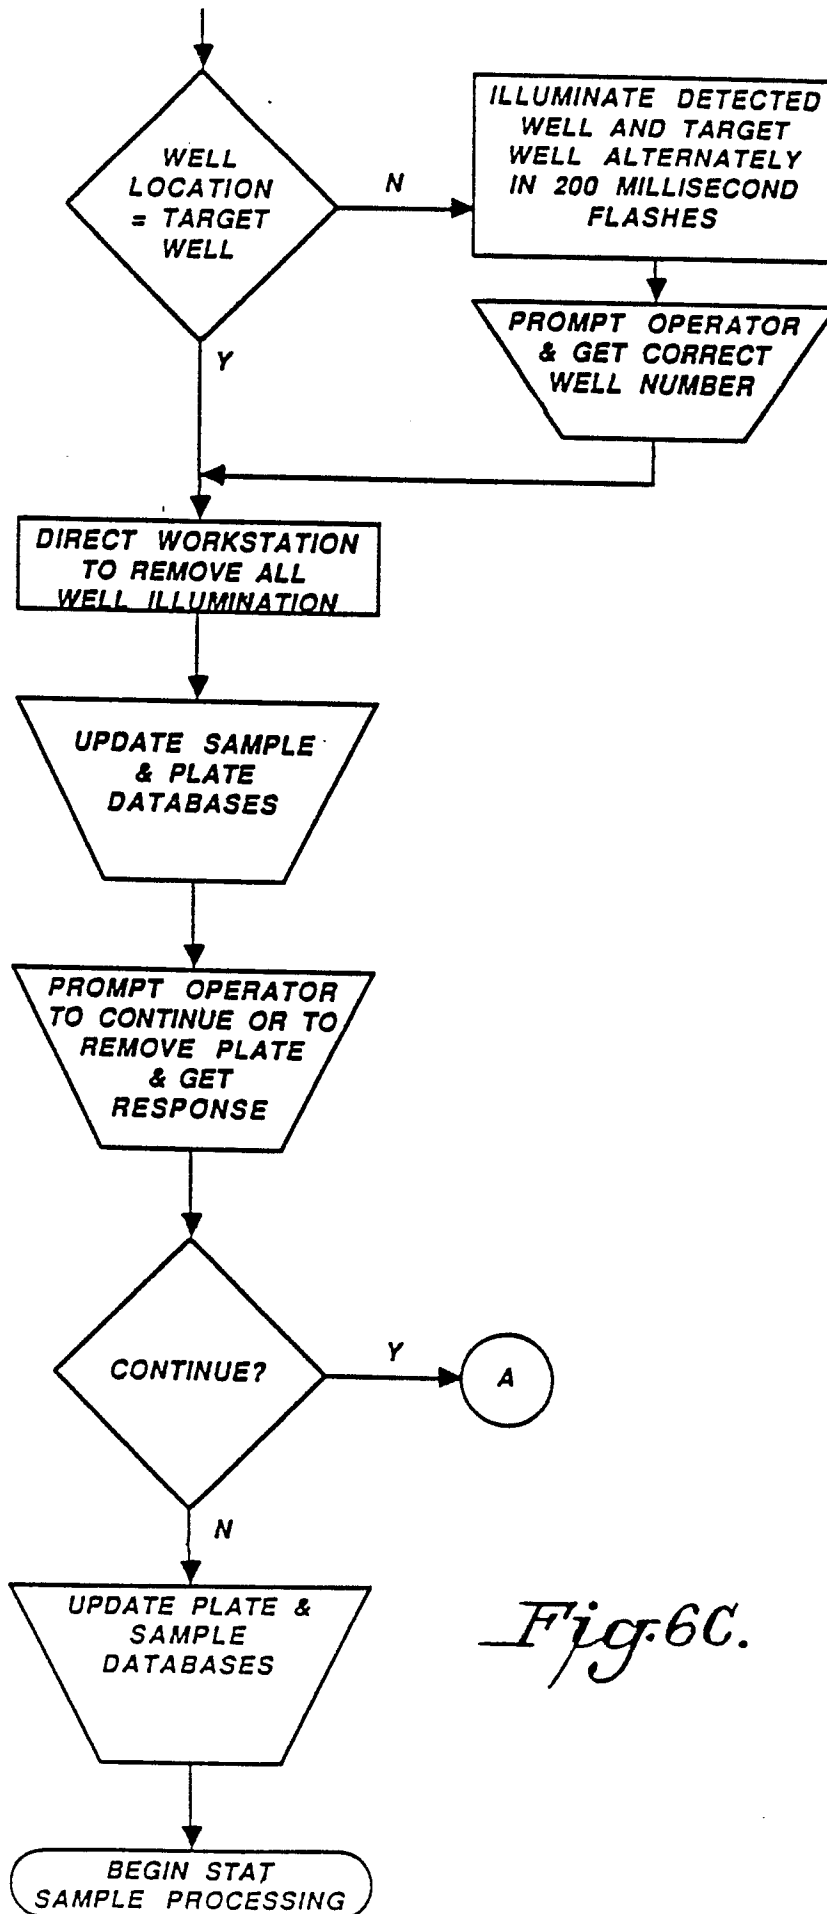 WELL
LOCATION
= TARGET
WELL
N
ILLUMINATE DETECTED
WELL AND TARGET
WELL ALTERNATELY
IN 200 MILLISECOND
FLASHES
PROMPT OPERATOR
& GET CORRECT
WELL NUMBER
Y
DIRECT WORKSTATION
TO REMOVE ALL
WELL ILLUMINATION
UPDATE SAMPLE
& PLATE
DATABASES
PROMPT OPERATOR
TO CONTINUE OR TO
REMOVE PLATE
& GET
RESPONSE
CONTINUE?
Y
A
N
UPDATE PLATE &
SAMPLE
DATABASES
Fig.6C.
BEGIN STAT
SAMPLE PROCESSING